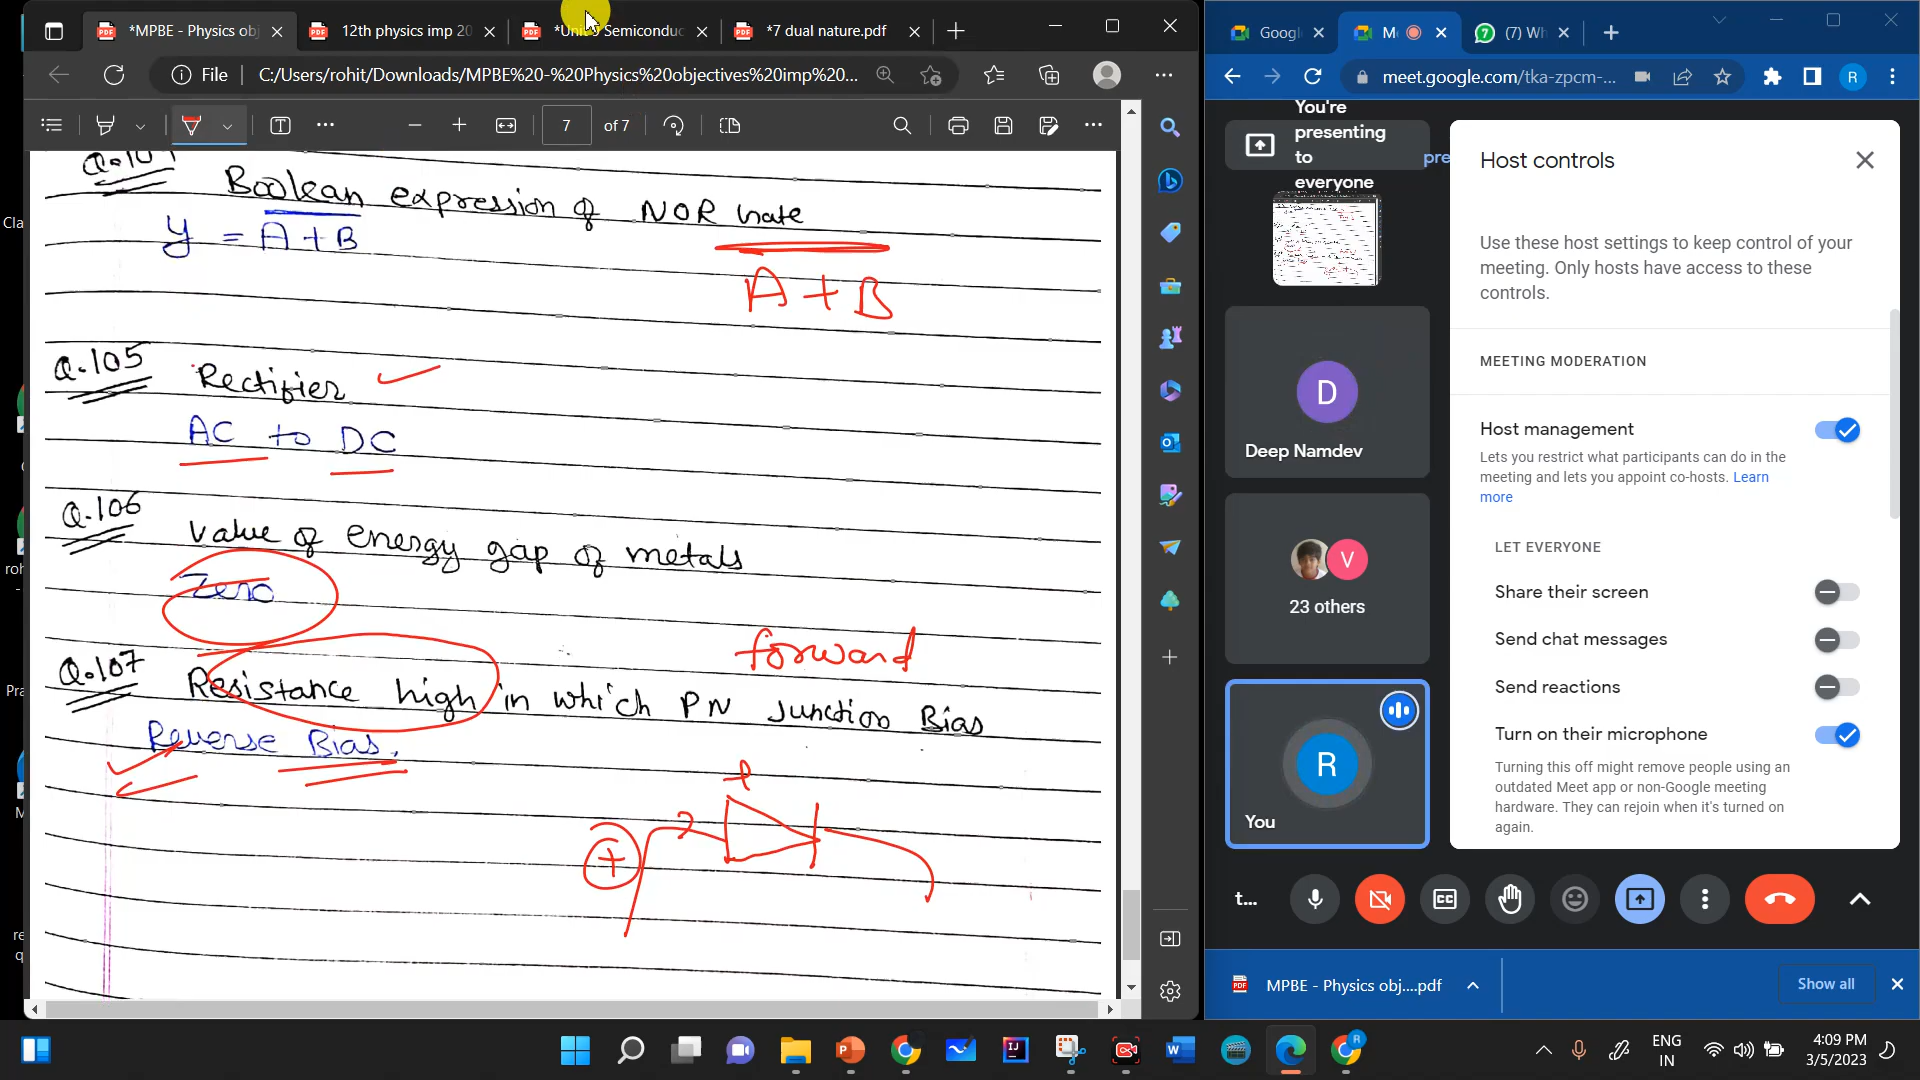 *MPBE - Physics obj
12th physics imp 20
*Unit 9 Semiconduc
*7 dual nature.pdf
File
C:/Users/rohit/Downloads/MPBE%20-%20Physics%20objectives%20imp%20...
7 of 7
Boolean expression of NOR Gate
y = A + B
A + B
Q.105 Rectifier
AC to DC
Q.106 Value of energy gap of metals
Zero
forward
Q.107 Resistance high in which PN Junction Bias
Reverse Bias.
+
+
Googl
Me
(7) Wh
meet.google.com/tka-zpcm-...
R
You're
presenting
to
everyone
pre
D
Deep Namdev
V
23 others
R
You
Host controls
Use these host settings to keep control of your
meeting. Only hosts have access to these
controls.
MEETING MODERATION
Host management
Lets you restrict what participants can do in the
meeting and lets you appoint co-hosts. Learn
more
LET EVERYONE
Share their screen
Send chat messages
Send reactions
Turn on their microphone
Turning this off might remove people using an
outdated Meet app or non-Google meeting
hardware. They can rejoin when it's turned on
again.
t...
MPBE - Physics obj....pdf
Show all
ENG
IN
4:09 PM
3/5/2023